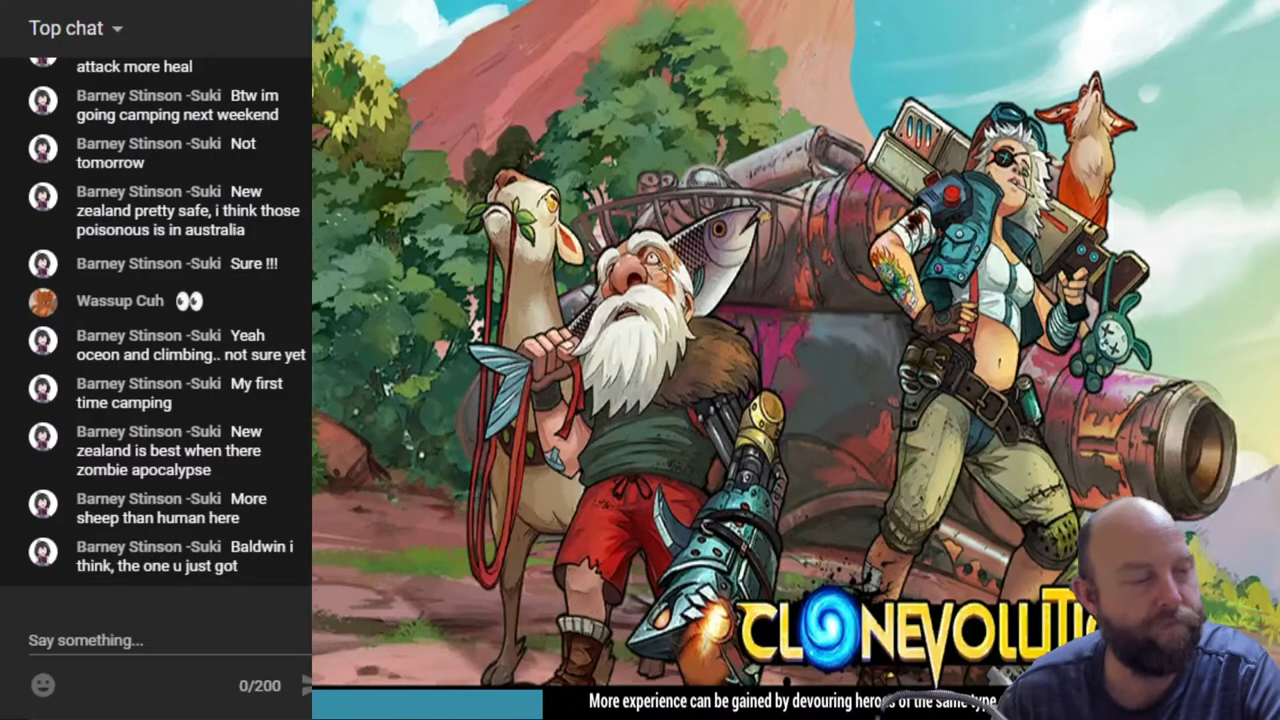 Top chat
attack more heal
Barney Stinson -Suki Btw im
going camping next weekend
Barney Stinson -Suki Not
tomorrow
Barney Stinson -Suki New
zealand pretty safe, i think those
poisonous is in australia
Barney Stinson -Suki Sure !!!
Wassup Cuh 👀
Barney Stinson -Suki Yeah
oceon and climbing.. not sure yet
Barney Stinson -Suki My first
time camping
Barney Stinson -Suki New
zealand is best when there
zombie apocalypse
Barney Stinson -Suki More
sheep than human here
Barney Stinson -Suki Baldwin i
think, the one u just got
Say something...
0/200
CLONEVOLUTI
More experience can be gained by devouring heroes of the same type